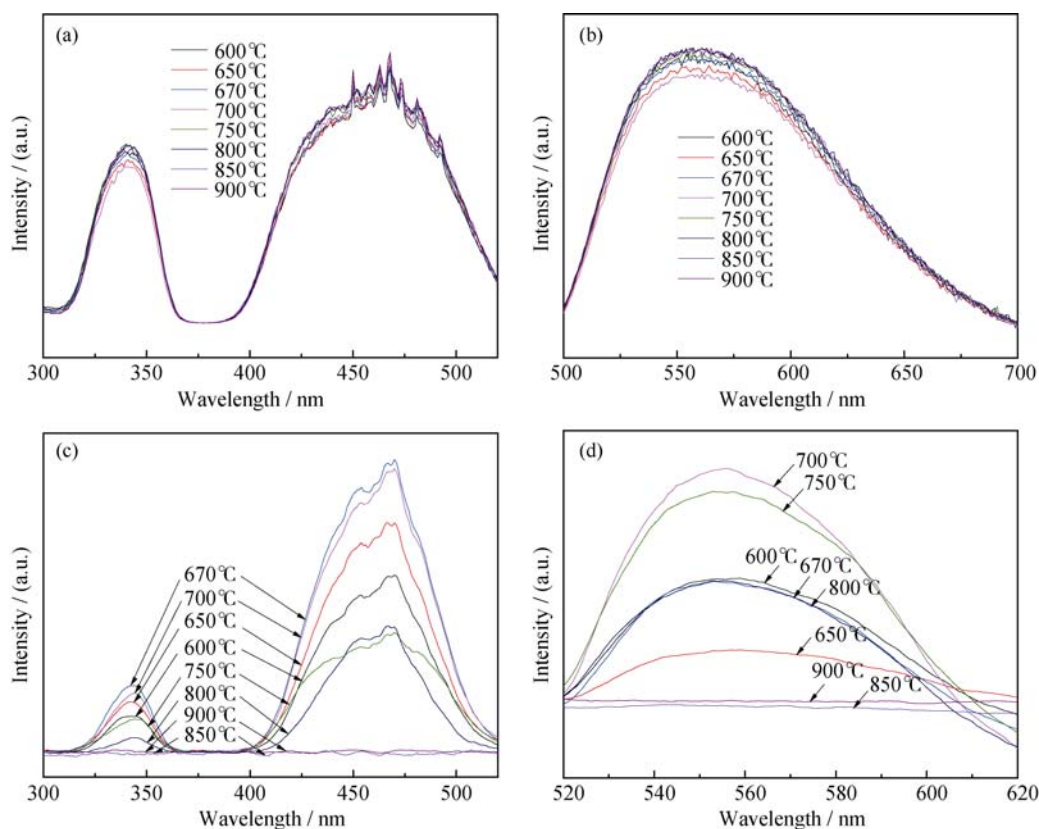 (a)
600℃
650℃
670℃
700℃
750℃
800℃
850℃
900℃
Intensity / (a.u.)
300 350 400 450 500
Wavelength / nm
(b)
600℃
650℃
670℃
700℃
750℃
800℃
850℃
900℃
Intensity / (a.u.)
500 550 600 650 700
Wavelength / nm
(c)
670℃
700℃
650℃
600℃
750℃
800℃
900℃
850℃
Intensity / (a.u.)
300 350 400 450 500
Wavelength / nm
(d)
700℃
750℃
600℃
670℃
800℃
650℃
900℃
850℃
Intensity / (a.u.)
520 540 560 580 600 620
Wavelength / nm